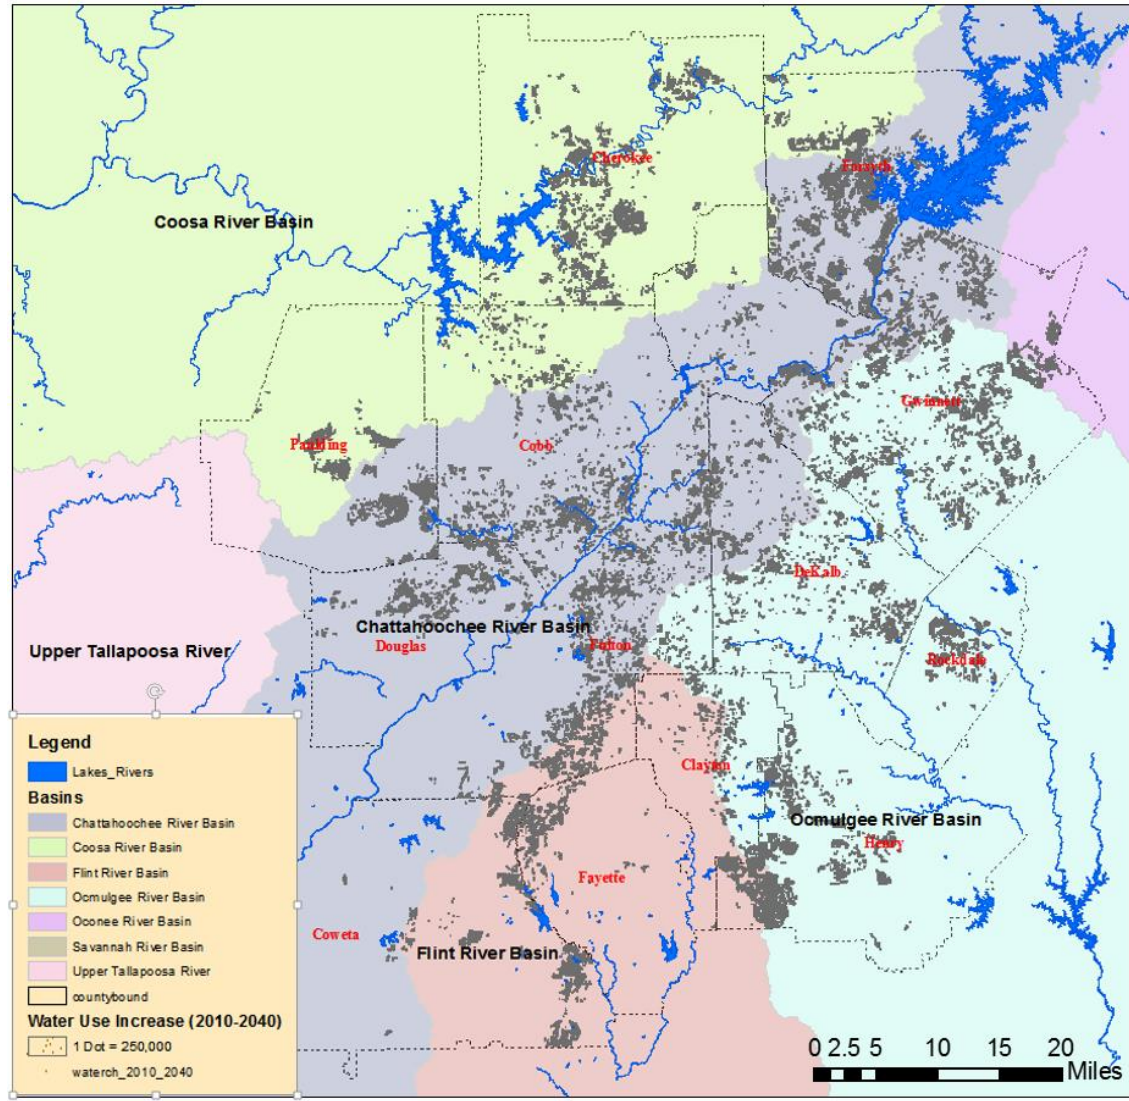 Cherokee
Forsyth
Coosa River Basin
Gwinnett
Paulding
Cobb
DeKalb
Chattahoochee River Basin
Douglas
Fulton
Upper Tallapoosa River
Rockdale
Clayton
Ocmulgee River Basin
Henry
Fayette
Coweta
Flint River Basin
Legend
Lakes_Rivers
Basins
Chattahoochee River Basin
Coosa River Basin
Flint River Basin
Ocmulgee River Basin
Oconee River Basin
Savannah River Basin
Upper Tallapoosa River
countybound
Water Use Increase (2010-2040)
1 Dot = 250,000
waterch_2010_2040
0 2.5 5 10 15 20
Miles